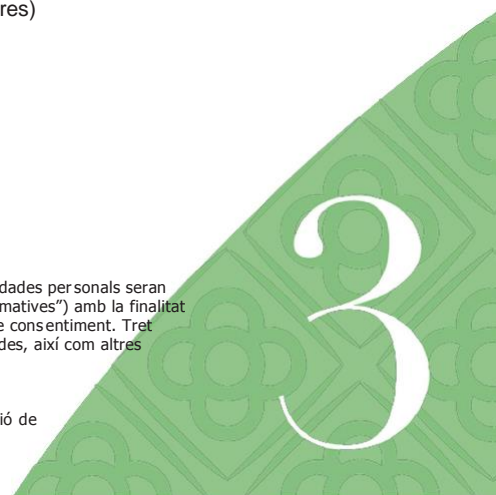 res)
dades personals seran
matives”) amb la finalitat
e consentiment. Tret
des, així com altres
ió de
3